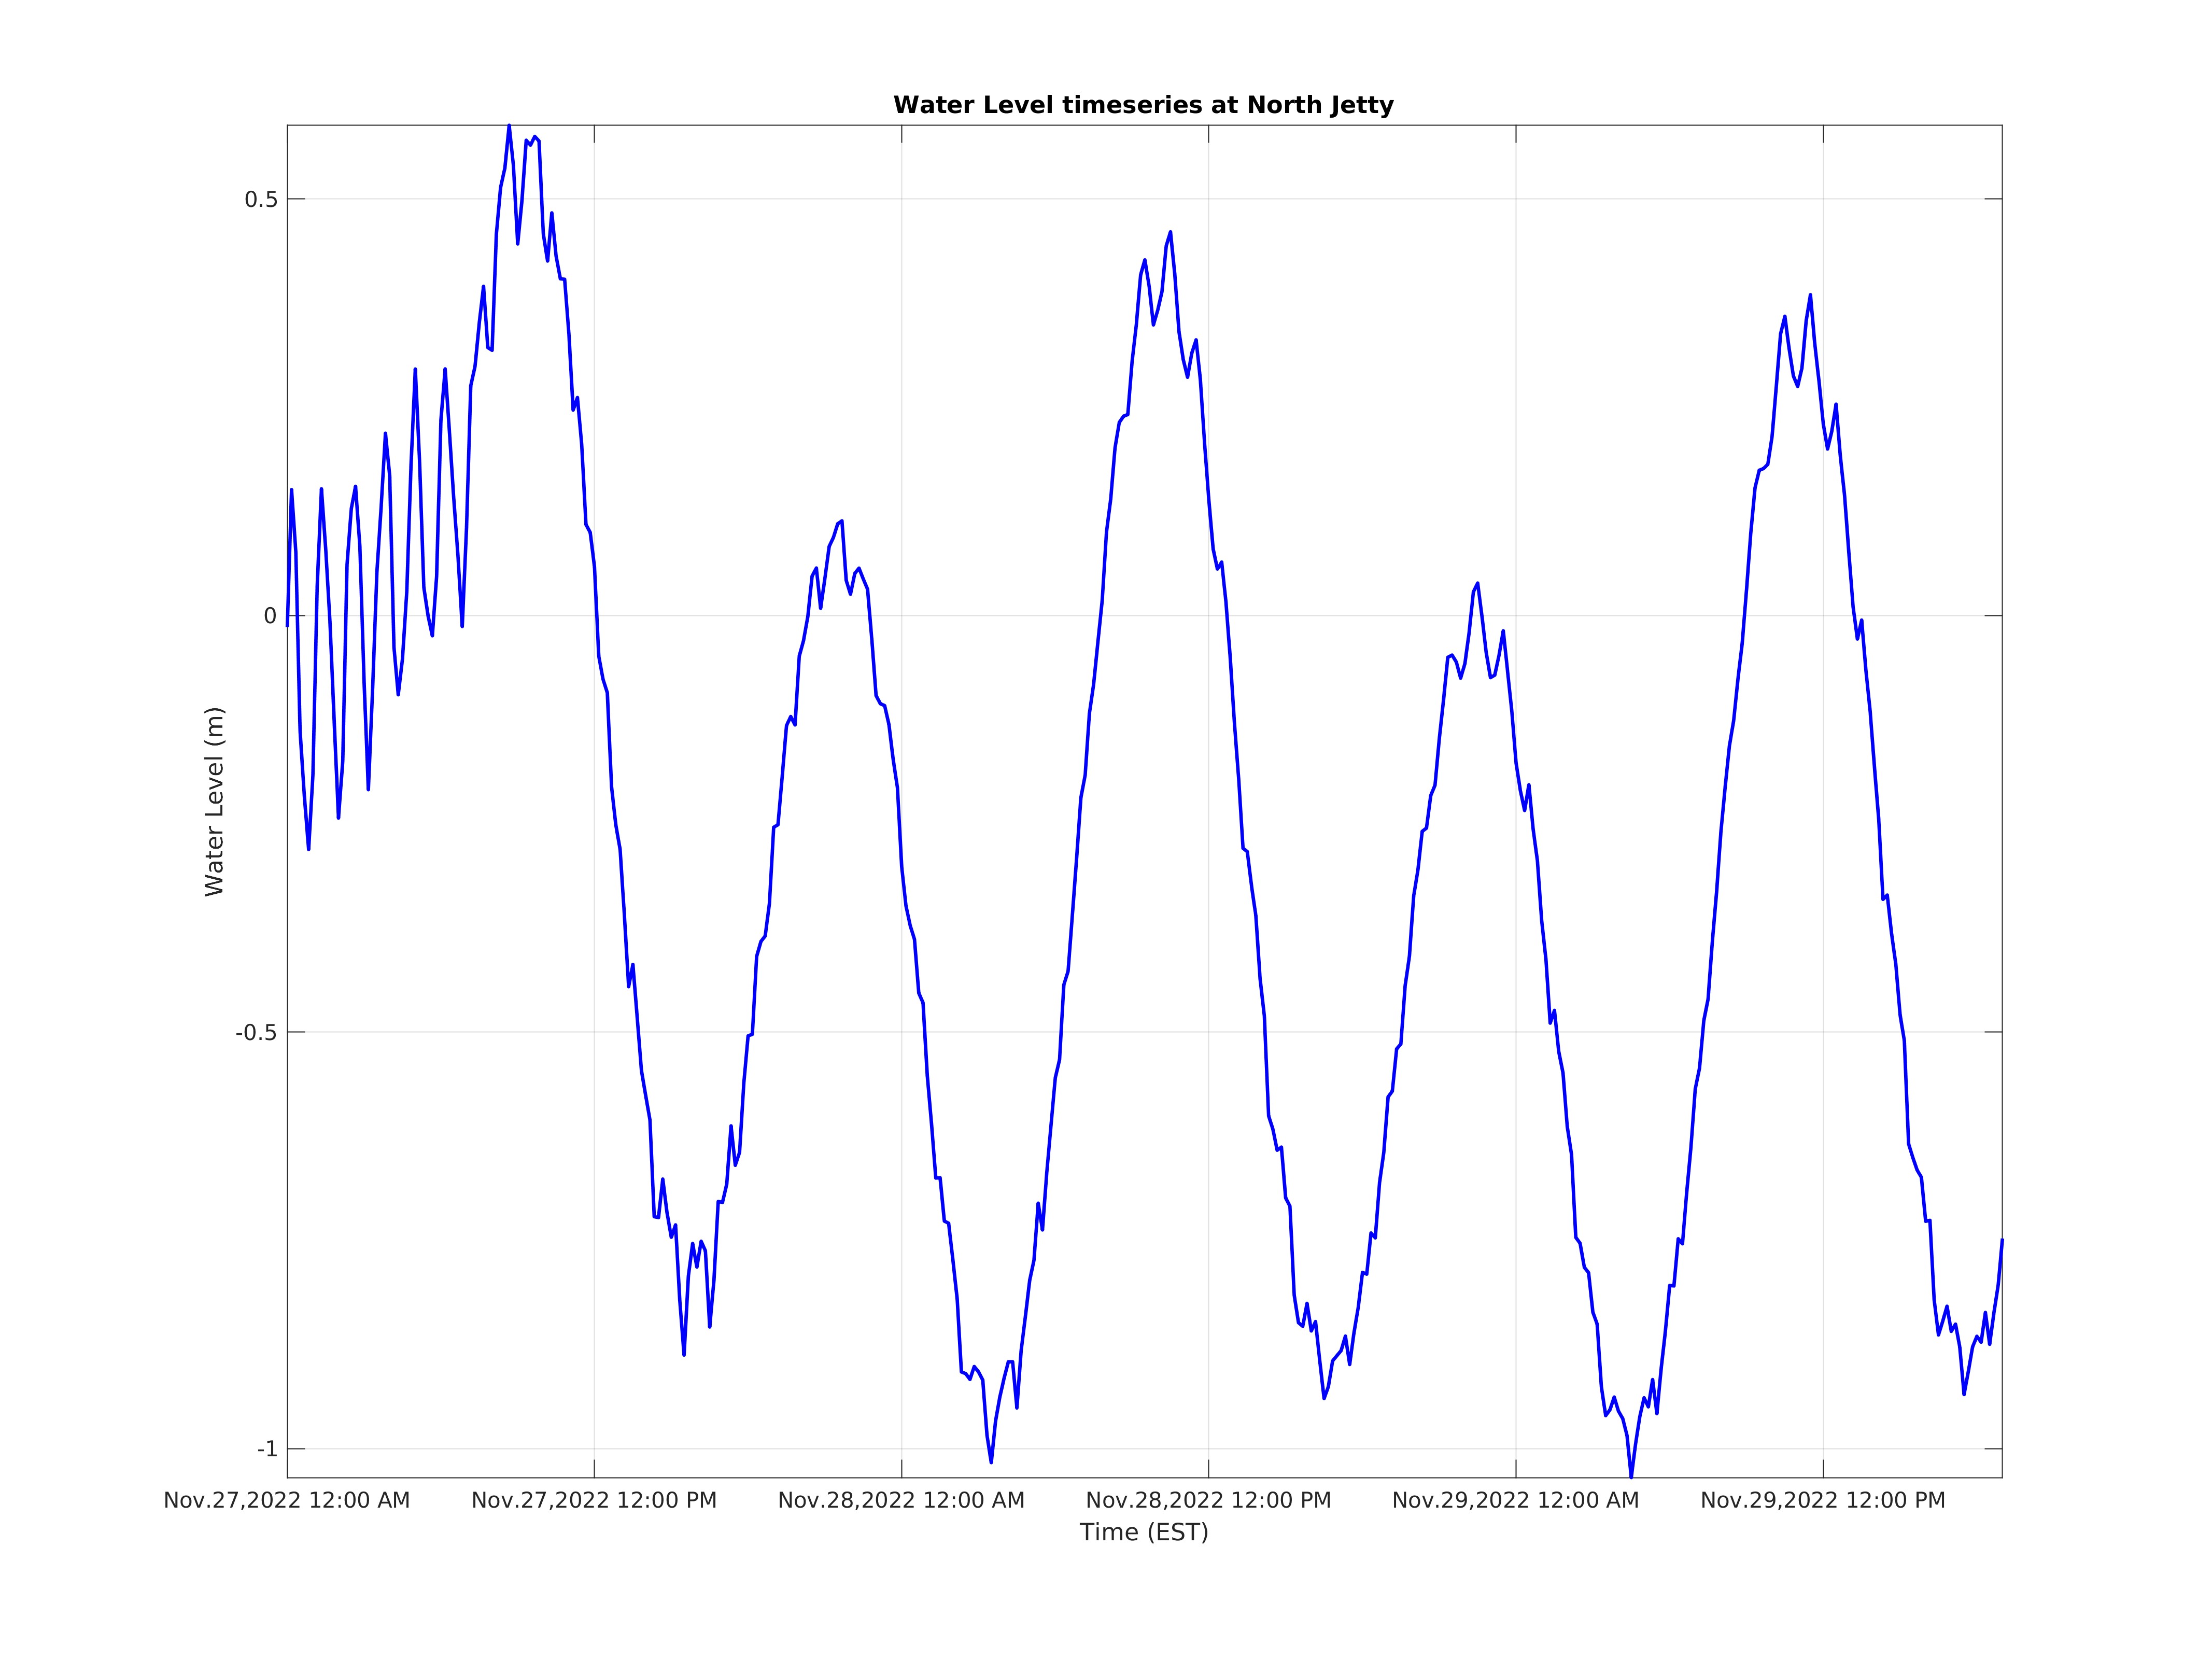 Water Level timeseries at North Jetty
0.5
0
-0.5
-1
Water Level (m)
Nov.27,2022 12:00 AM Nov.27,2022 12:00 PM Nov.28,2022 12:00 AM Nov.28,2022 12:00 PM Nov.29,2022 12:00 AM Nov.29,2022 12:00 PM
Time (EST)